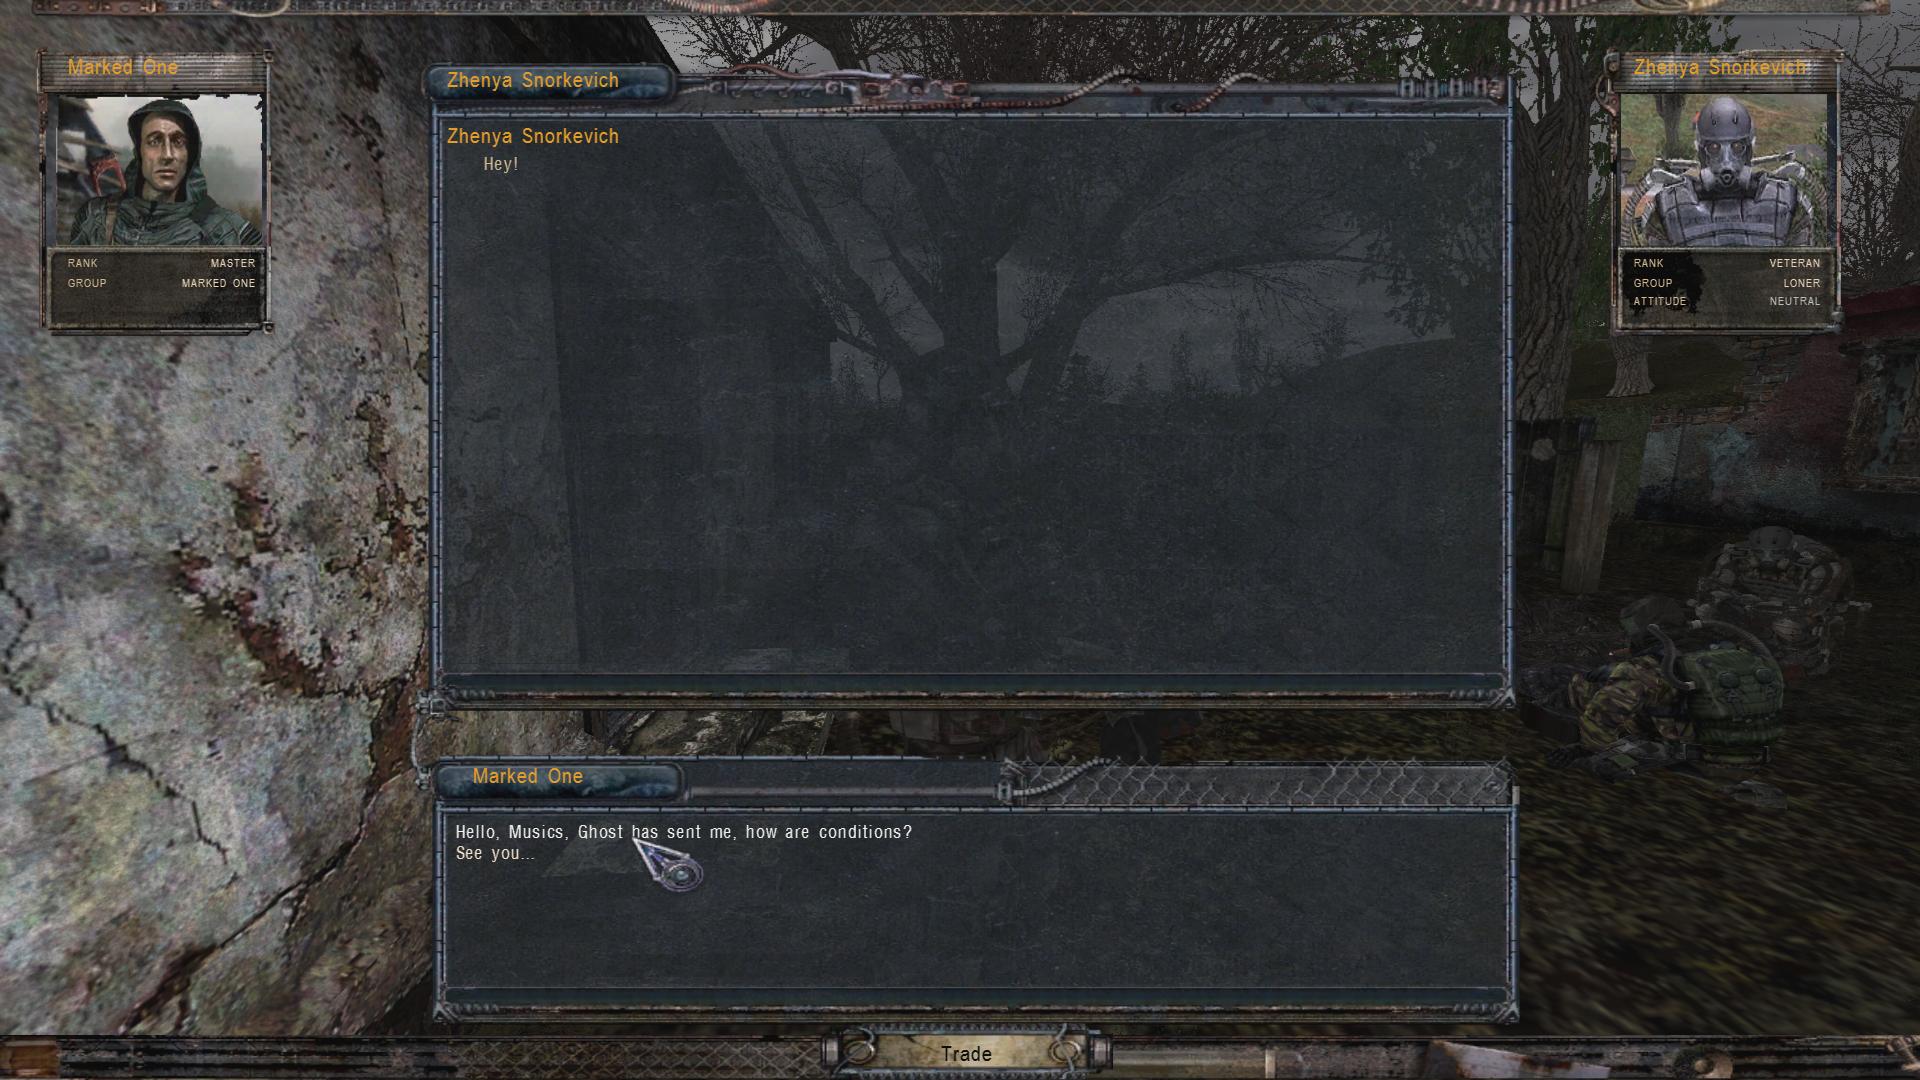 Marked One
RANK MASTER
GROUP MARKED ONE
Zhenya Snorkevich
Zhenya Snorkevich
Hey!
Zhenya Snorkevich
RANK VETERAN
GROUP LONER
ATTITUDE NEUTRAL
Marked One
Hello, Musics, Ghost has sent me, how are conditions?
See you...
Trade